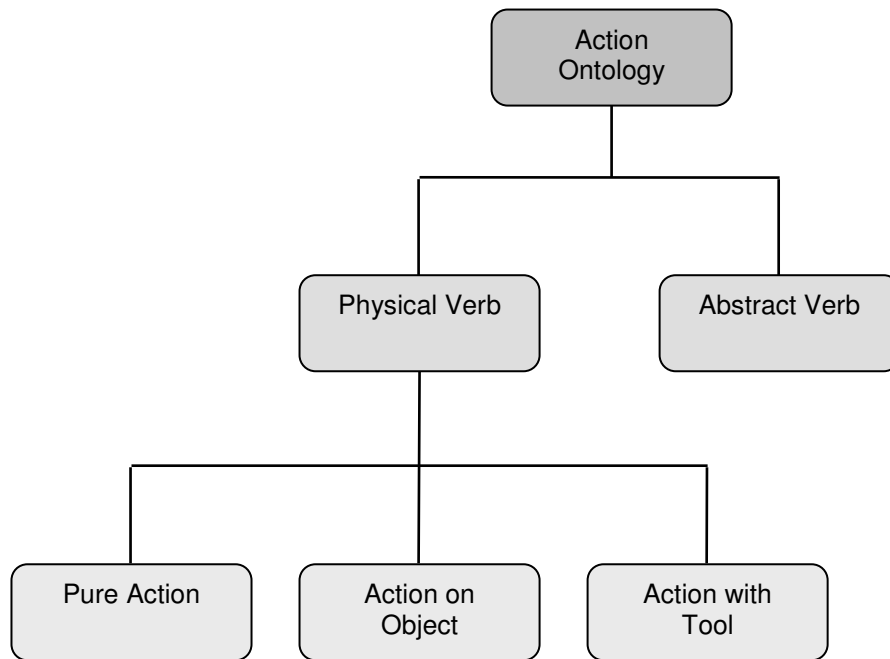 Action
Ontology
Physical Verb
Abstract Verb
Pure Action
Action on
Object
Action with
Tool